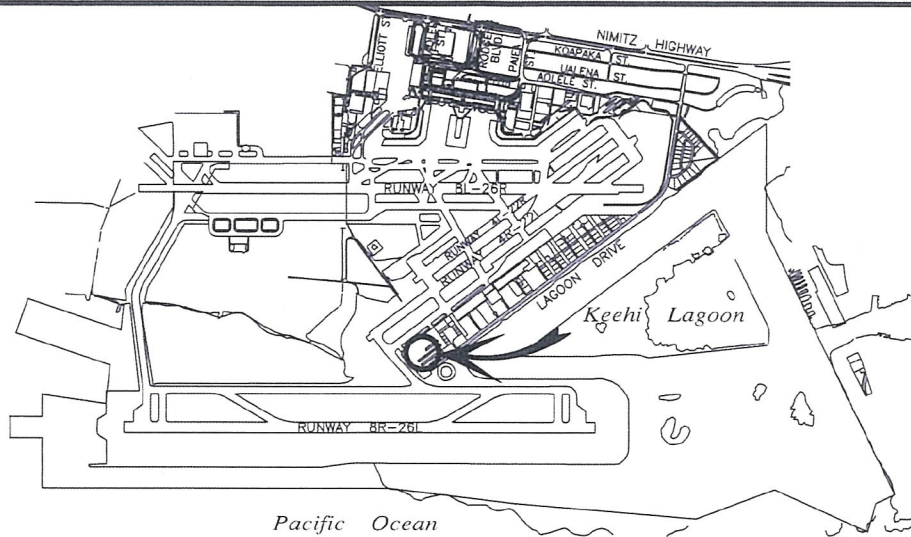 NIMITZ HIGHWAY
ELLIOTT ST
RODGERS BLVD
PAIEA ST.
KOAPAKA ST.
UALENA ST.
AOLELE ST.
RUNWAY 8L-26R
RUNWAY 4L 22R
RUNWAY 4R 22L
LAGOON DRIVE
Keehi Lagoon
RUNWAY 8R-26L
Pacific Ocean